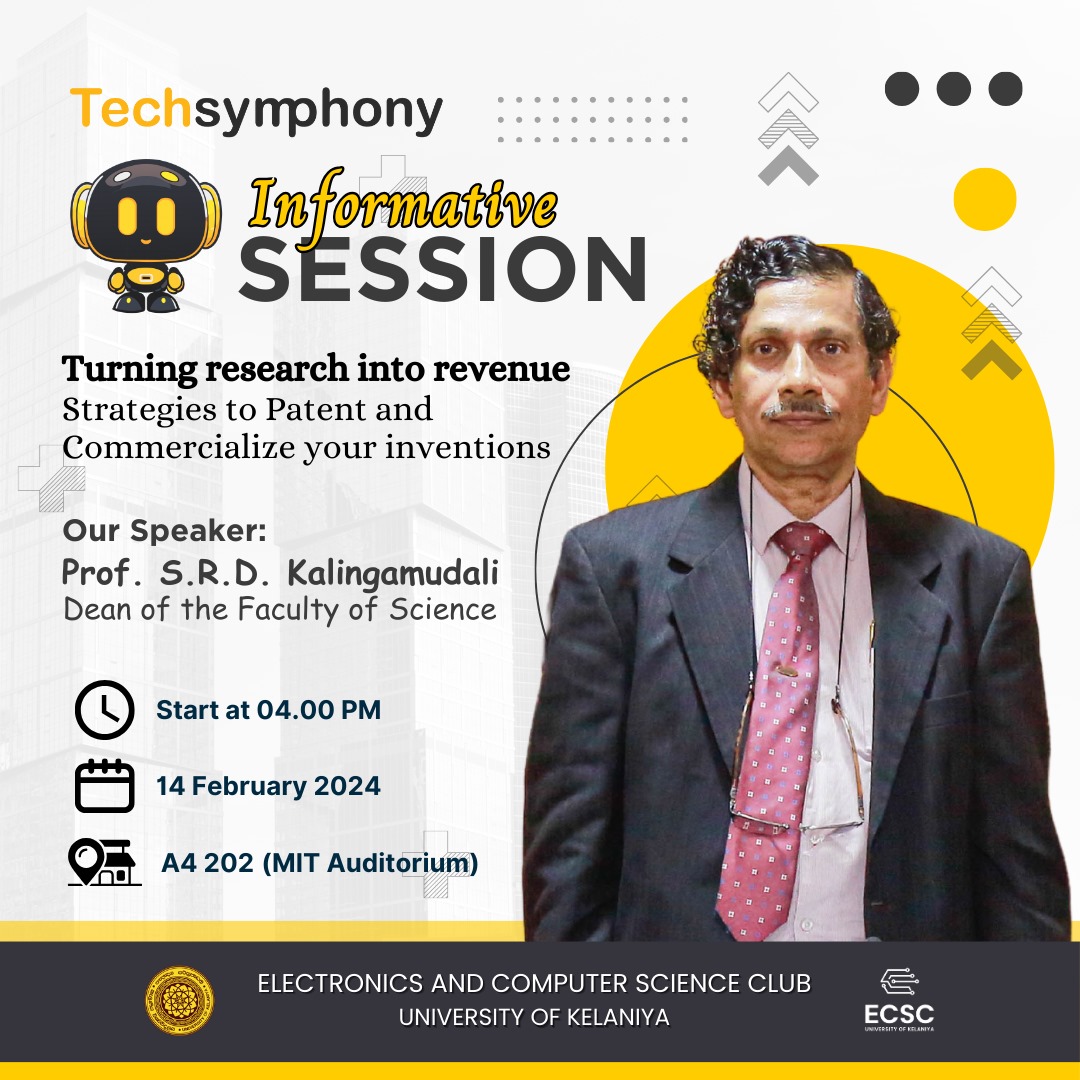 Techsymphony
Informative
SESSION
Turning research into revenue
Strategies to Patent and
Commercialize your inventions
Our Speaker:
Prof. S.R.D. Kalingamudali
Dean of the Faculty of Science
Start at 04.00 PM
14 February 2024
A4 202 (MIT Auditorium)
ELECTRONICS AND COMPUTER SCIENCE CLUB
UNIVERSITY OF KELANIYA
ECSC
UNIVERSITY OF KELANIYA